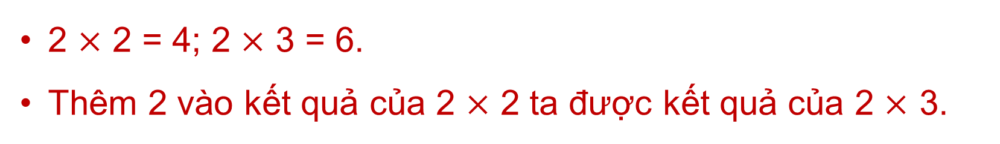 • 2 × 2 = 4; 2 × 3 = 6.
• Thêm 2 vào kết quả của 2 × 2 ta được kết quả của 2 × 3.